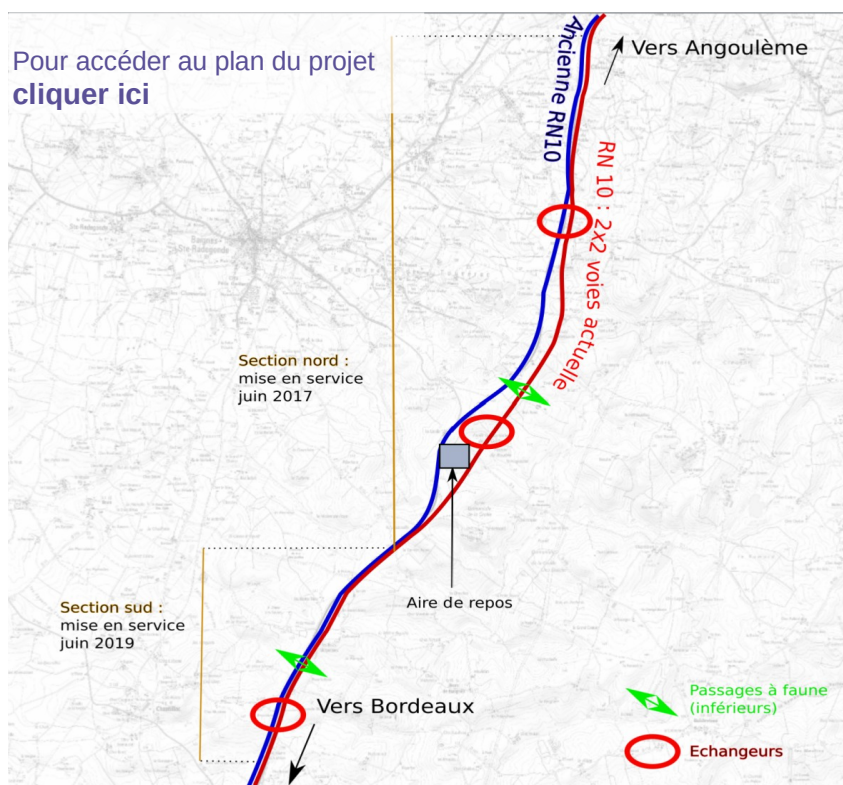 Pour accéder au plan du projet
cliquer ici
Vers Angoulème
Ancienne RN10
RN 10 : 2x2 voies actuelle
Section nord :
mise en service
juin 2017
Aire de repos
Section sud :
mise en service
juin 2019
Vers Bordeaux
Passages à faune
(inférieurs)
Echangeurs